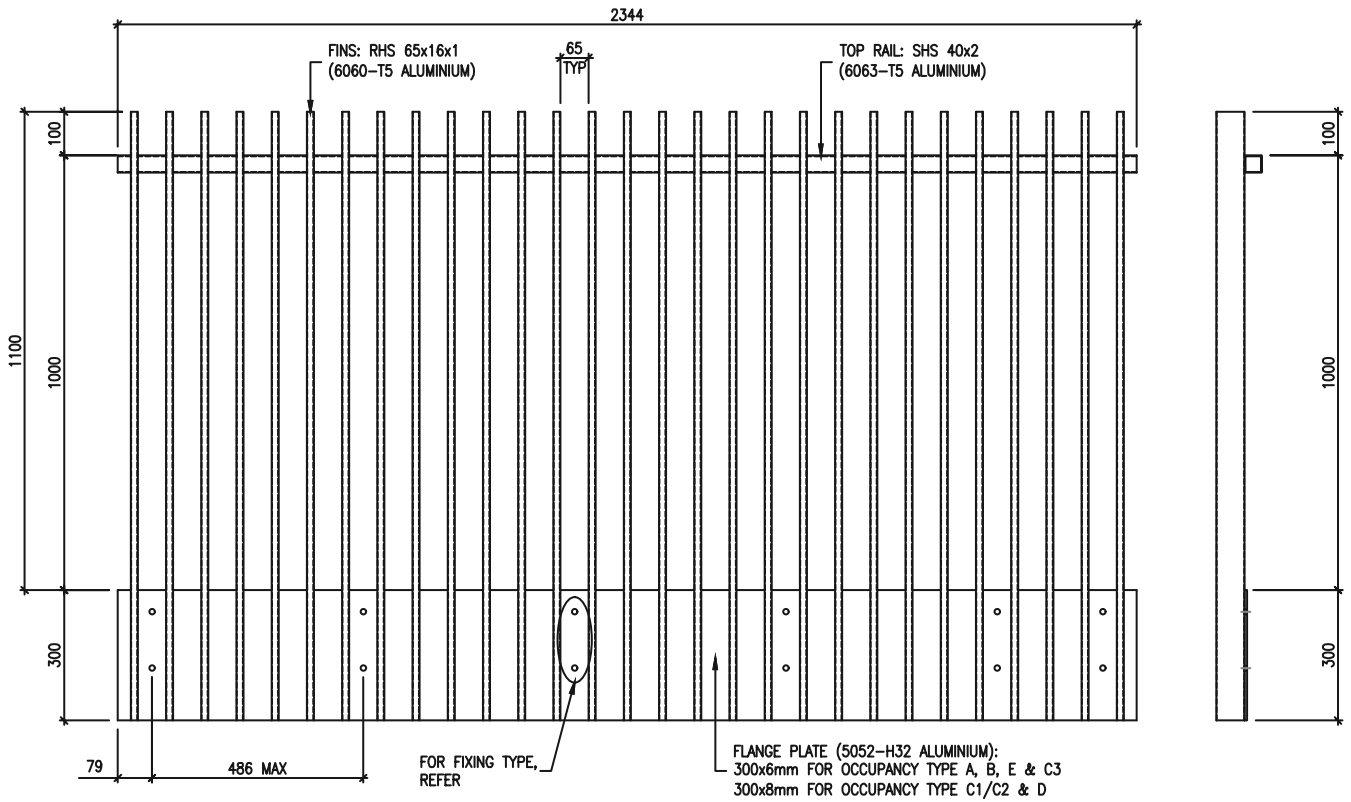 2344
FINS: RHS 65x16x1
(6060-T5 ALUMINIUM)
65
TYP
TOP RAIL: SHS 40x2
(6063-T5 ALUMINIUM)
100
100
1100
1000
1000
300
300
79
486 MAX
FOR FIXING TYPE,
REFER
FLANGE PLATE (5052-H32 ALUMINIUM):
300x6mm FOR OCCUPANCY TYPE A, B, E & C3
300x8mm FOR OCCUPANCY TYPE C1/C2 & D